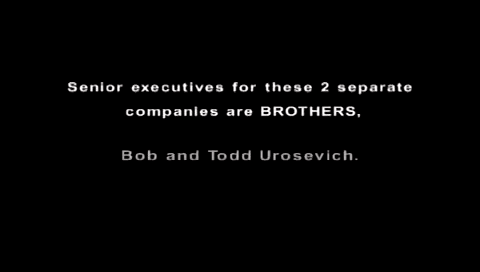 Senior executives for these 2 separate
companies are BROTHERS,
Bob and Todd Urosevich.